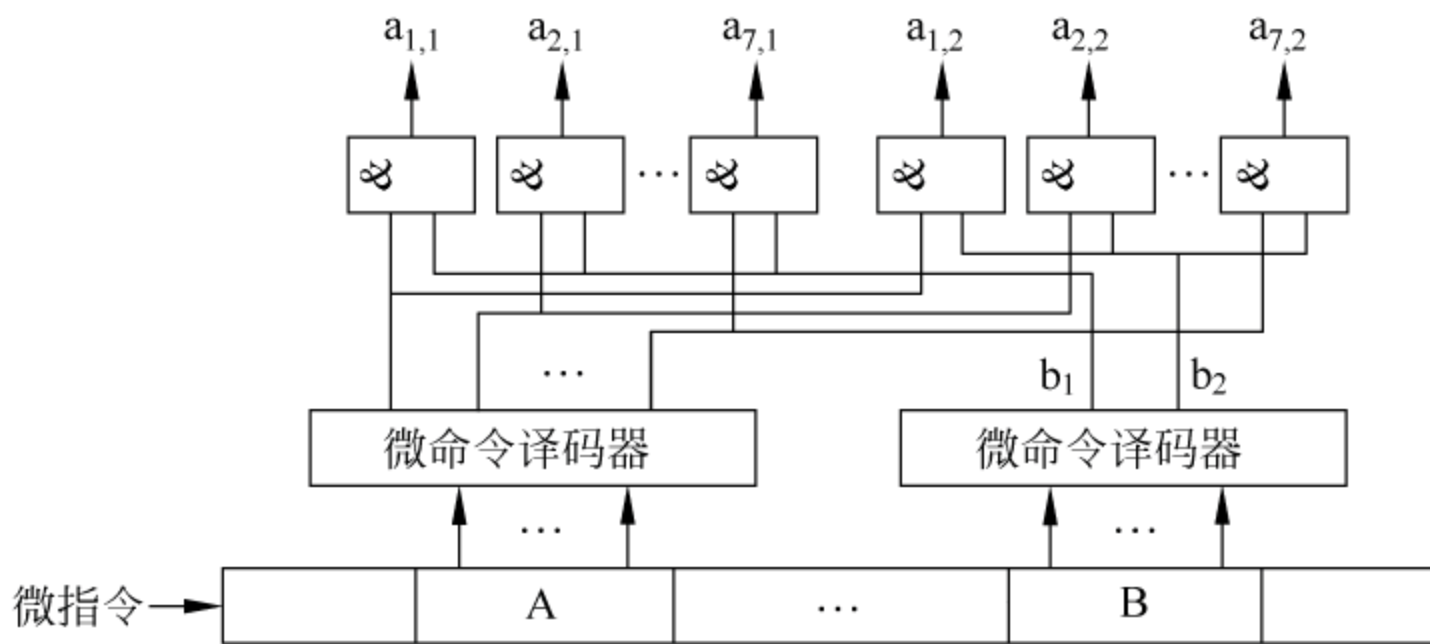 a1,1 a2,1 a7,1 a1,2 a2,2 a7,2
& & … & & & … &
… b1 b2
微命令译码器 微命令译码器
… …
微指令 A … B